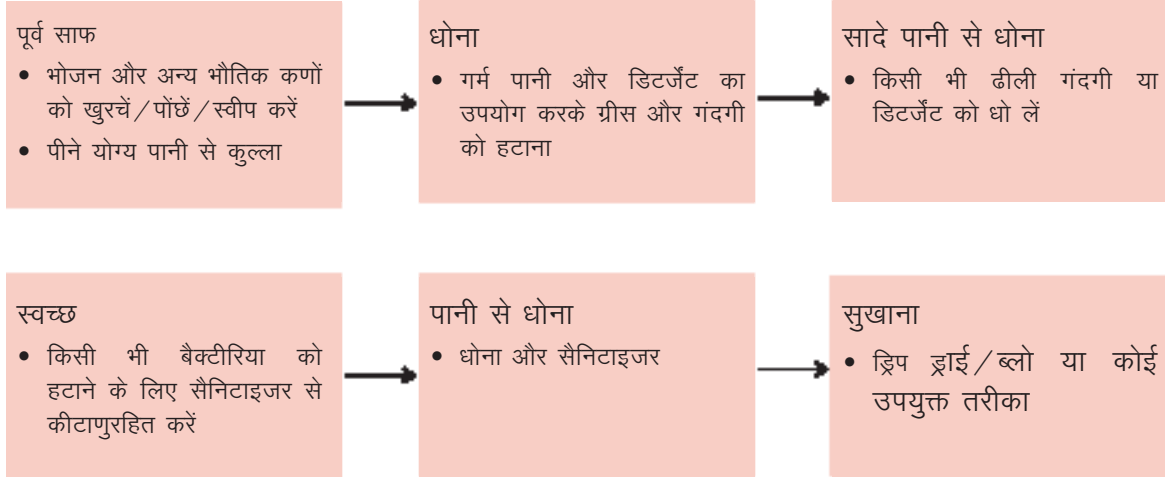 पूर्व साफ
• भोजन और अन्य भौतिक कणों
को खुरचें/पोंछें/स्वीप करें
• पीने योग्य पानी से कुल्ला
धोना
• गर्म पानी और डिटर्जेंट का
उपयोग करके ग्रीस और गंदगी
को हटाना
सादे पानी से धोना
• किसी भी ढीली गंदगी या
डिटर्जेंट को धो लें
स्वच्छ
• किसी भी बैक्टीरिया को
हटाने के लिए सैनिटाइजर से
कीटाणुरहित करें
पानी से धोना
• धोना और सैनिटाइजर
सुखाना
• ड्रिप ड्राई/ब्लो या कोई
उपयुक्त तरीका